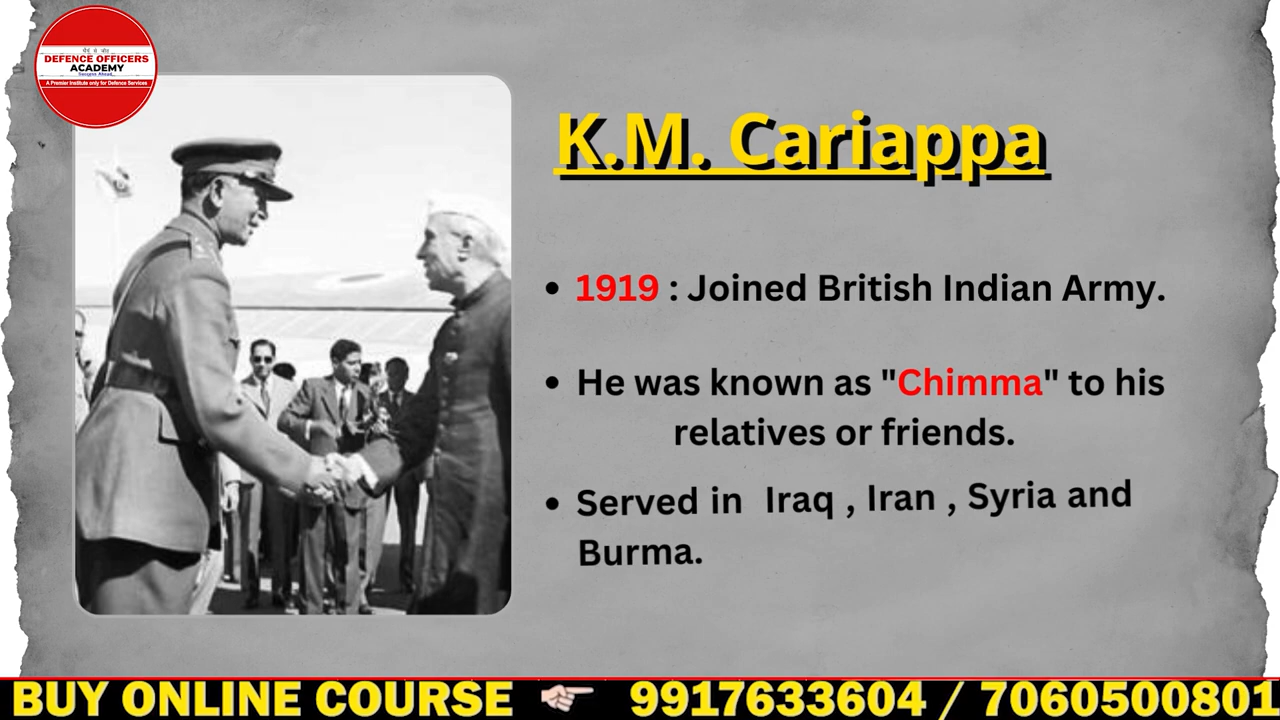 DEFENCE OFFICERS
ACADEMY
A Premier Institute only for Defence Services
K.M. Cariappa
• 1919 : Joined British Indian Army.
• He was known as "Chimma" to his
relatives or friends.
• Served in Iraq , Iran , Syria and
Burma.
BUY ONLINE COURSE 👉🏻 9917633604 / 7060500801